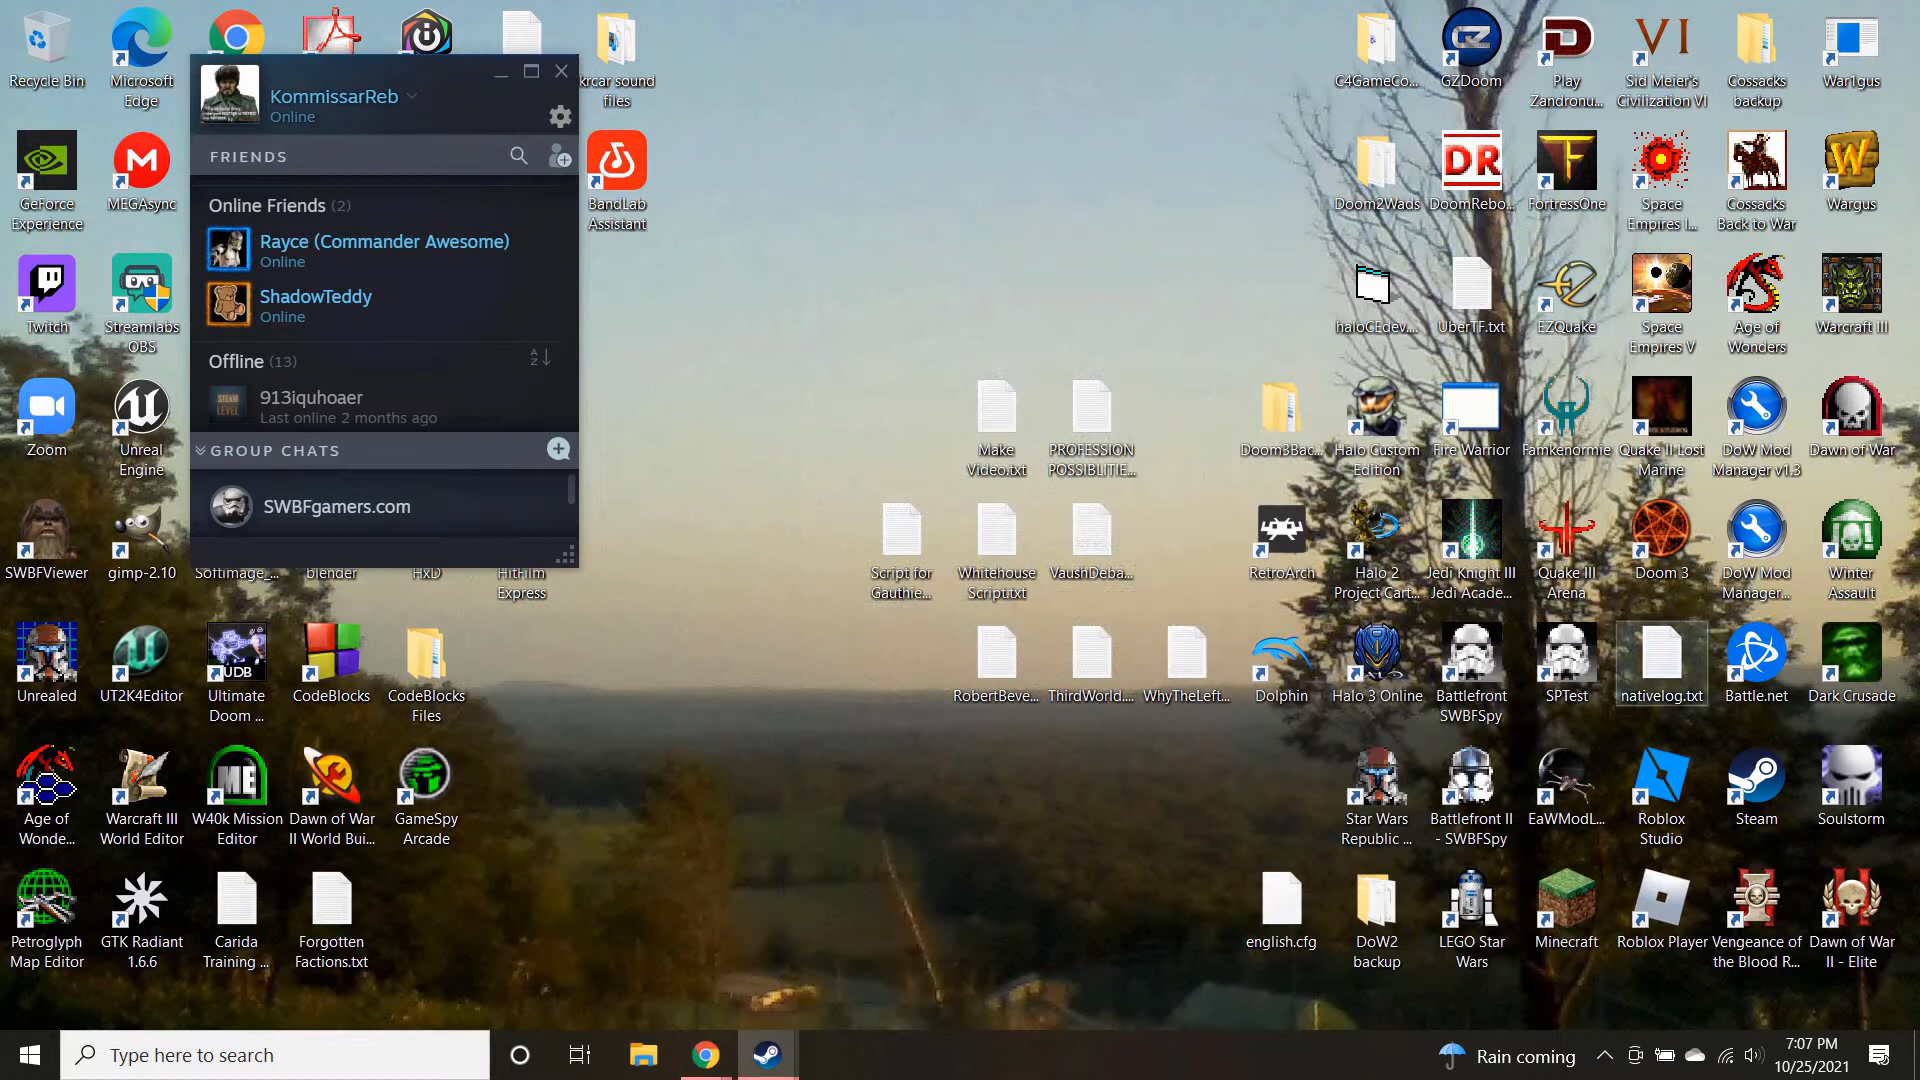 Recycle Bin
Microsoft
Edge
krcar sound
files
C4GameCo...
GZDoom
Play
Zandronu...
Sid Meier's
Civilization VI
Cossacks
backup
War1gus
KommissarReb
Online
FRIENDS
Online Friends (2)
Rayce (Commander Awesome)
Online
ShadowTeddy
Online
Offline (13)
913iquhoaer
Last online 2 months ago
GROUP CHATS
SWBFgamers.com
GeForce
Experience
MEGAsync
BandLab
Assistant
Doom2Wads
DoomRebo...
FortressOne
Space
Empires I...
Cossacks
Back to War
Wargus
Twitch
Streamlabs
OBS
haloCEdev....
UberTF.txt
EZQuake
Space
Empires V
Age of
Wonders
Warcraft III
Zoom
Unreal
Engine
Make
Video.txt
PROFESSION
POSSIBLITIE...
Doom3Bac...
Halo Custom
Edition
Fire Warrior
Famkenormie
Quake II Lost
Marine
DoW Mod
Manager v1.3
Dawn of War
SWBFViewer
gimp-2.10
Softimage_...
blender
HxD
HitFilm
Express
Script for
Gauthie...
Whitehouse
Script.txt
VaushDeba...
RetroArch
Halo 2
Project Cart...
Jedi Knight III
Jedi Acade...
Quake III
Arena
Doom 3
DoW Mod
Manager...
Winter
Assault
Unrealed
UT2K4Editor
UDB
Ultimate
Doom ...
CodeBlocks
CodeBlocks
Files
RobertBeve...
ThirdWorld....
WhyTheLeft...
Dolphin
Halo 3 Online
Battlefront
SWBFSpy
SPTest
nativelog.txt
Battle.net
Dark Crusade
Age of
Wonde...
Warcraft III
World Editor
ME
W40k Mission
Editor
Dawn of War
II World Bui...
GameSpy
Arcade
Star Wars
Republic ...
Battlefront II
- SWBFSpy
EaWModL...
Roblox
Studio
Steam
Soulstorm
Petroglyph
Map Editor
GTK Radiant
1.6.6
Carida
Training ...
Forgotten
Factions.txt
english.cfg
DoW2
backup
LEGO Star
Wars
Minecraft
Roblox Player
Vengeance of
the Blood R...
Dawn of War
II - Elite
Type here to search
Rain coming
7:07 PM
10/25/2021